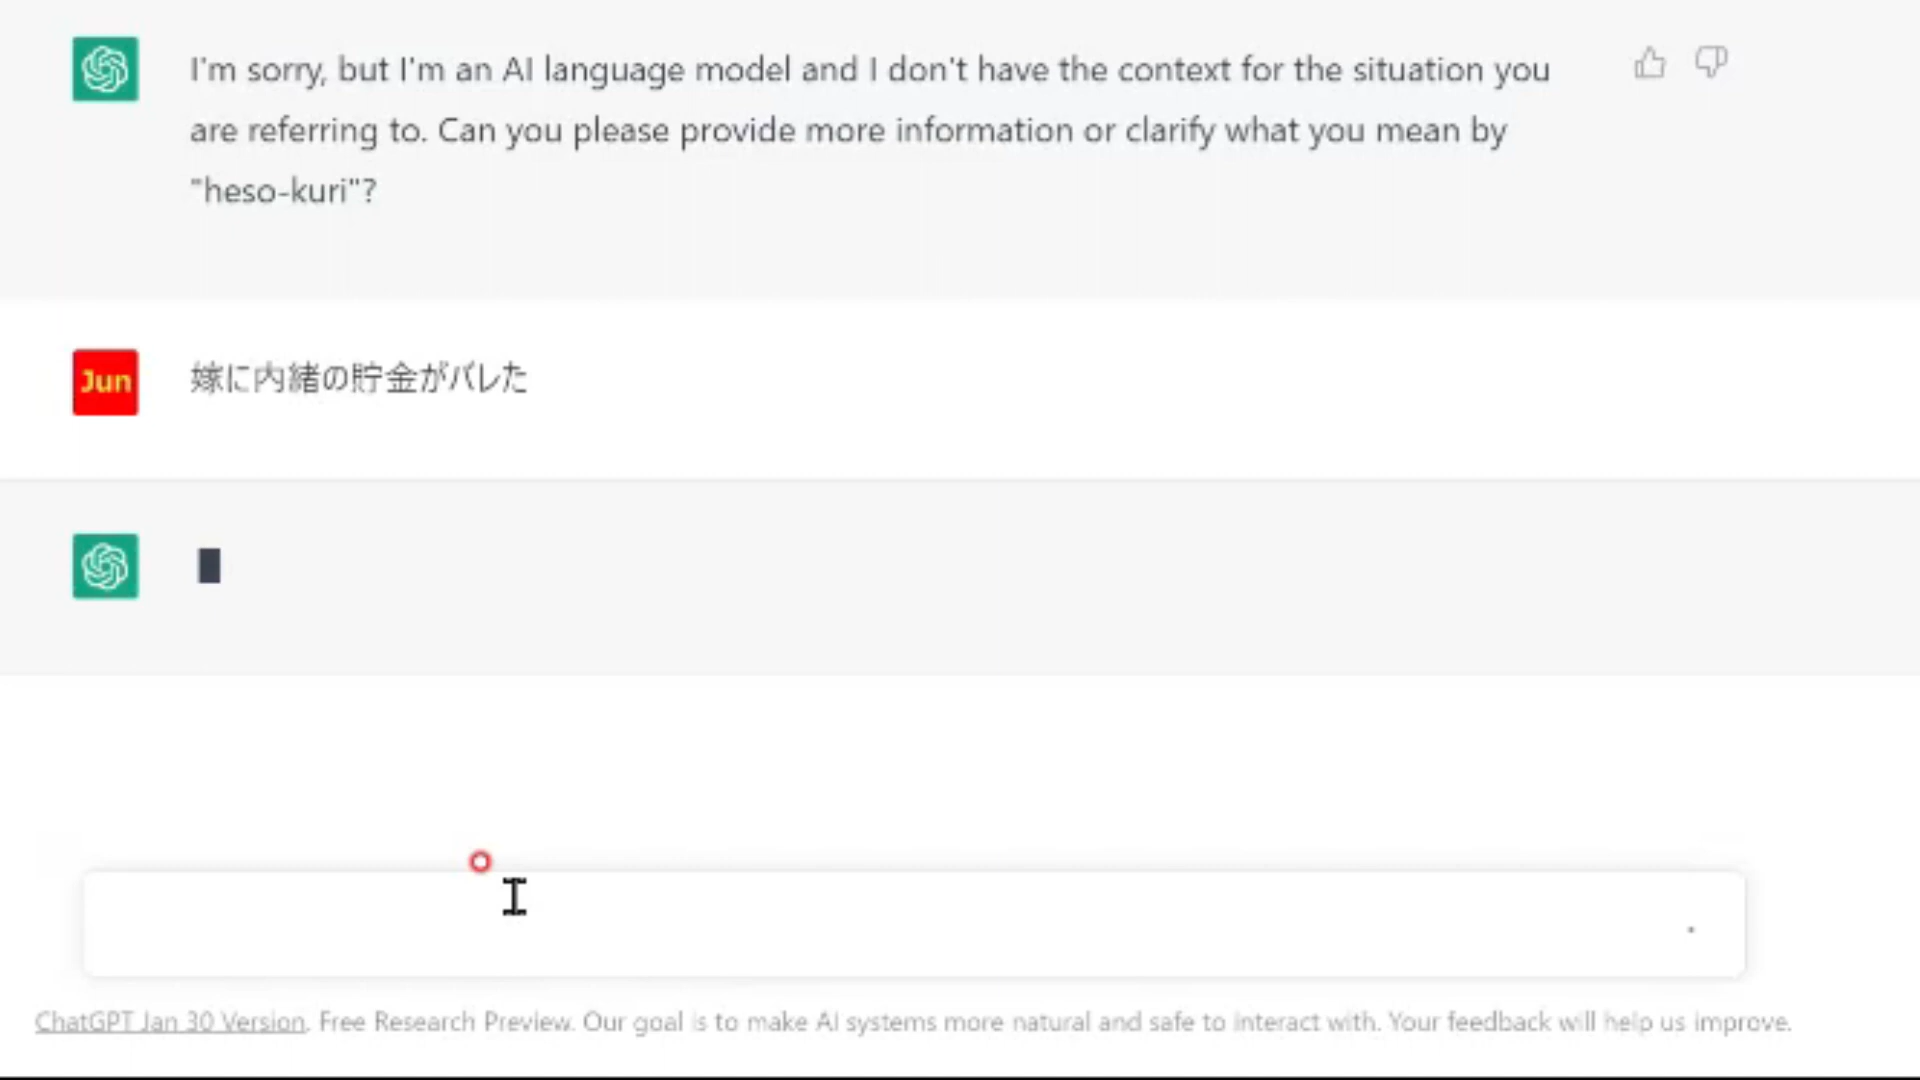 I'm sorry, but I'm an AI language model and I don't have the context for the situation you
are referring to. Can you please provide more information or clarify what you mean by
"heso-kuri"?
Jun
嫁に内緒の貯金がバレた
ChatGPT Jan 30 Version. Free Research Preview. Our goal is to make AI systems more natural and safe to interact with. Your feedback will help us improve.